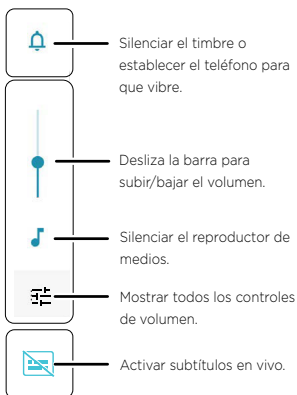 Silenciar el timbre o
establecer el teléfono para
que vibre.
Desliza la barra para
subir/bajar el volumen.
Silenciar el reproductor de
medios.
Mostrar todos los controles
de volumen.
Activar subtítulos en vivo.